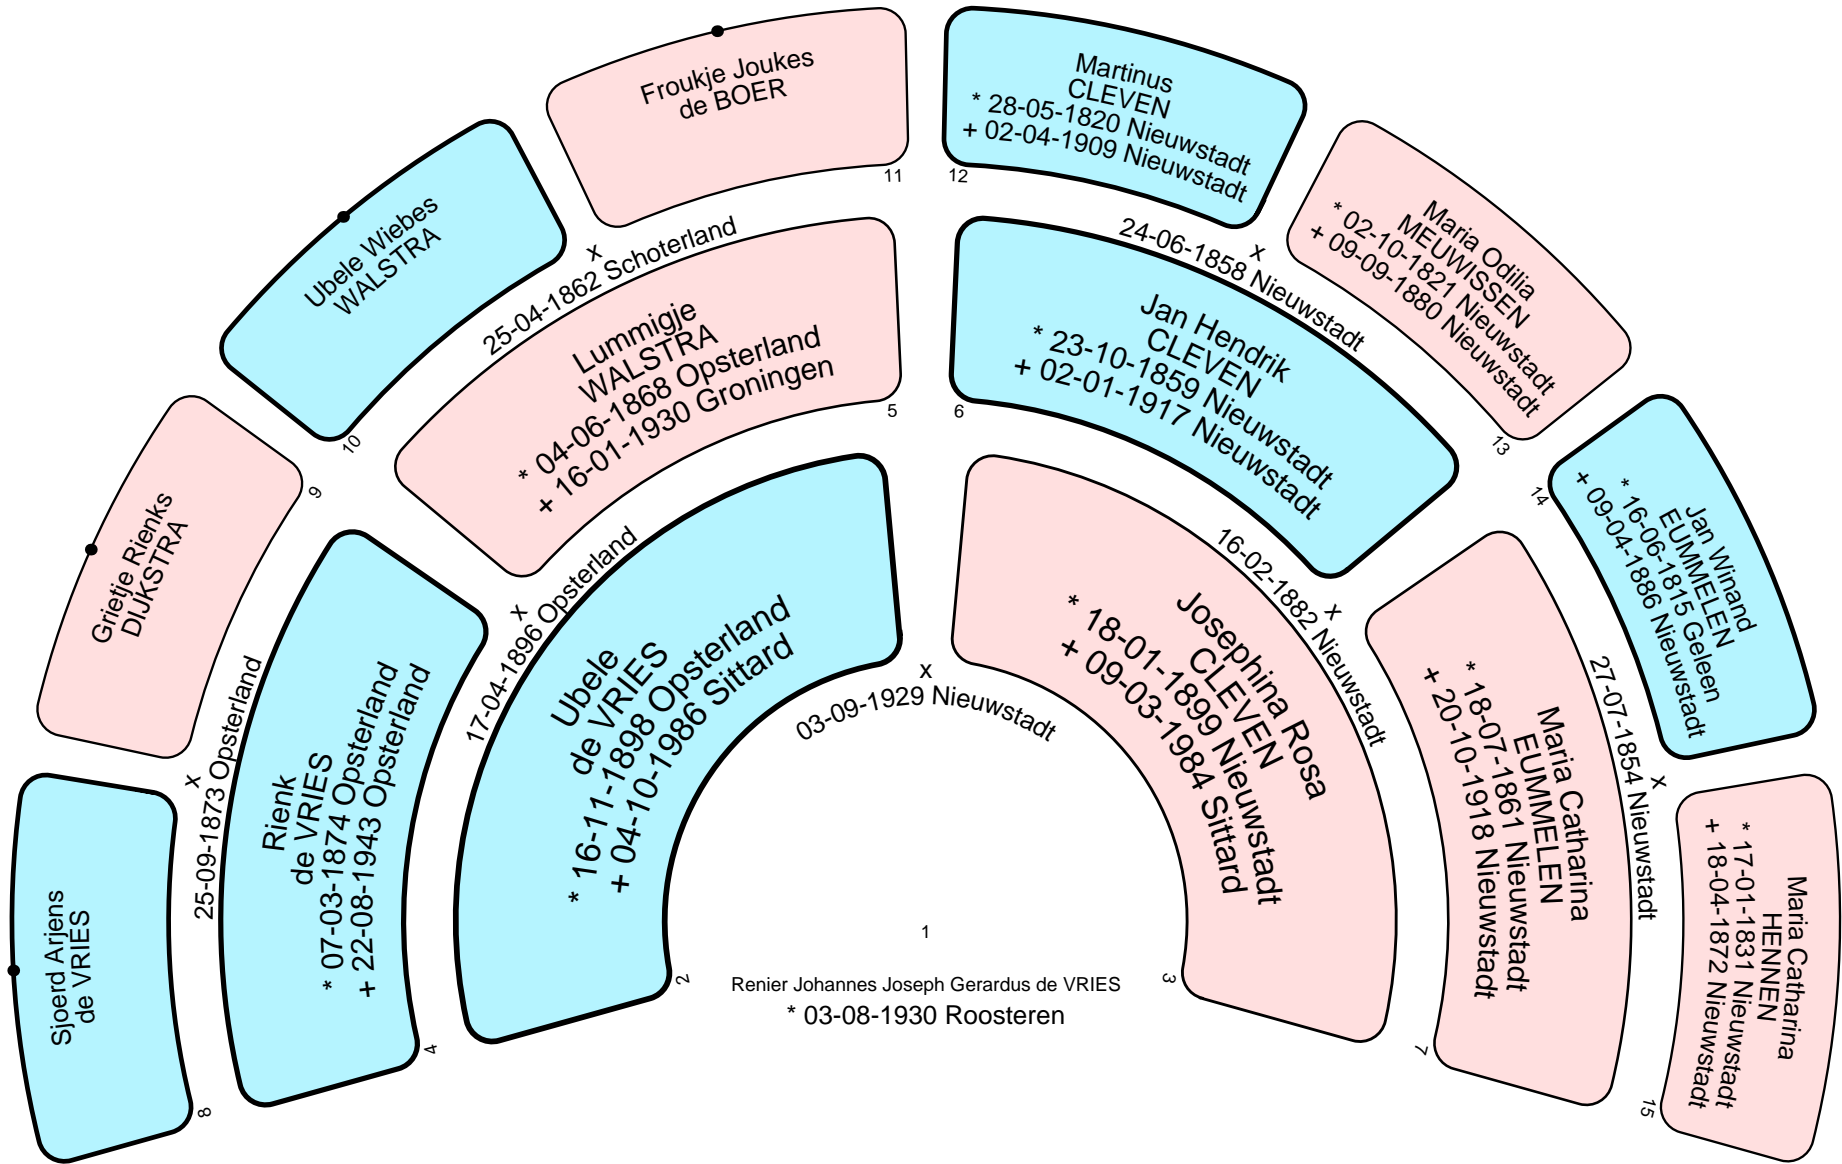 Froukje Joukes
de BOER
11
Martinus
CLEVEN
* 28-05-1820 Nieuwstadt
+ 02-04-1909 Nieuwstadt
12
Ubele Wiebes
WALSTRA
10
x
25-04-1862 Schoterland
x
24-06-1858 Nieuwstadt
Maria Odilia
MEUWISSEN
* 02-10-1821 Nieuwstadt
+ 09-09-1880 Nieuwstadt
13
Lummigje
WALSTRA
* 04-06-1868 Opsterland
+ 16-01-1930 Groningen
5
Jan Hendrik
CLEVEN
* 23-10-1859 Nieuwstadt
+ 02-01-1917 Nieuwstadt
6
Grietje Rienks
DIJKSTRA
9
Jan Winand
EUMMELEN
* 16-06-1815 Geleen
+ 09-04-1886 Nieuwstadt
14
x
17-04-1896 Opsterland
x
16-02-1882 Nieuwstadt
Ubele
de VRIES
* 16-11-1898 Opsterland
+ 04-10-1986 Sittard
2
x
03-09-1929 Nieuwstadt
Josephina Rosa
CLEVEN
* 18-01-1899 Nieuwstadt
+ 09-03-1984 Sittard
3
x
25-09-1873 Opsterland
Rienk
de VRIES
* 07-03-1874 Opsterland
+ 22-08-1943 Opsterland
4
Maria Catharina
EUMMELEN
* 18-07-1861 Nieuwstadt
+ 20-10-1918 Nieuwstadt
7
x
27-07-1854 Nieuwstadt
Sjoerd Arjens
de VRIES
8
Maria Catharina
HENNEN
* 17-01-1831 Nieuwstadt
+ 18-04-1872 Nieuwstadt
15
1
Renier Johannes Joseph Gerardus de VRIES
* 03-08-1930 Roosteren